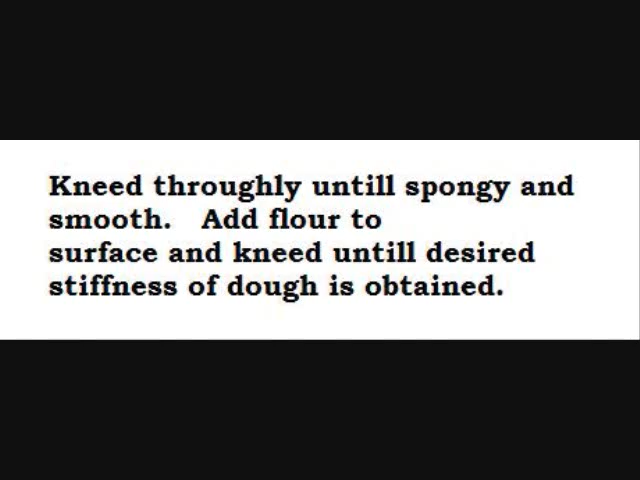 Kneed throughly untill spongy and
smooth.   Add flour to
surface and kneed untill desired
stiffness of dough is obtained.